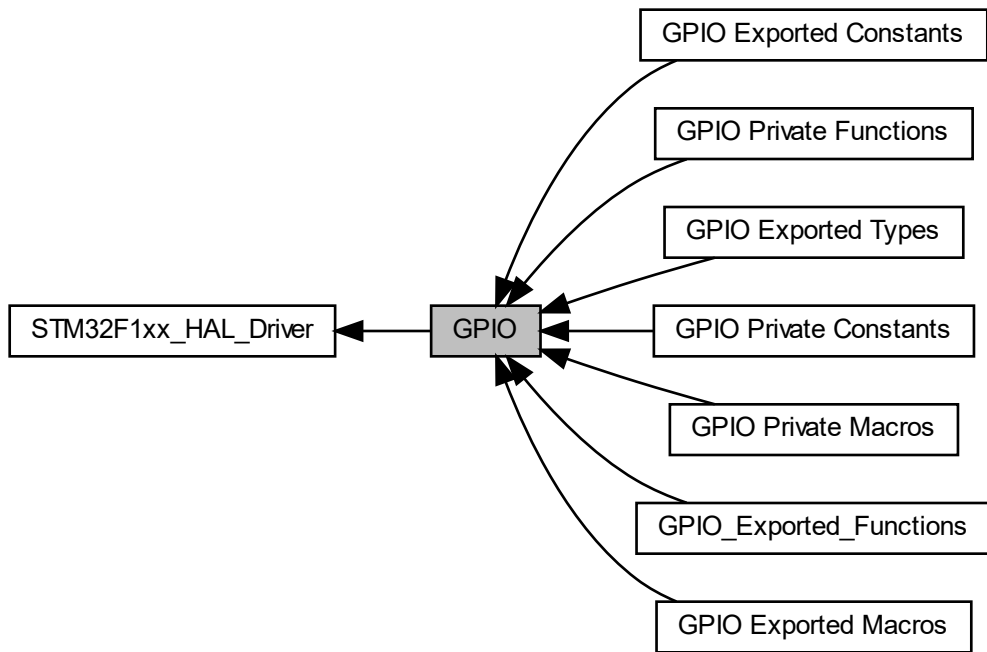 GPIO Exported Constants
GPIO Private Functions
GPIO Exported Types
STM32F1xx_HAL_Driver
GPIO
GPIO Private Constants
GPIO Private Macros
GPIO_Exported_Functions
GPIO Exported Macros